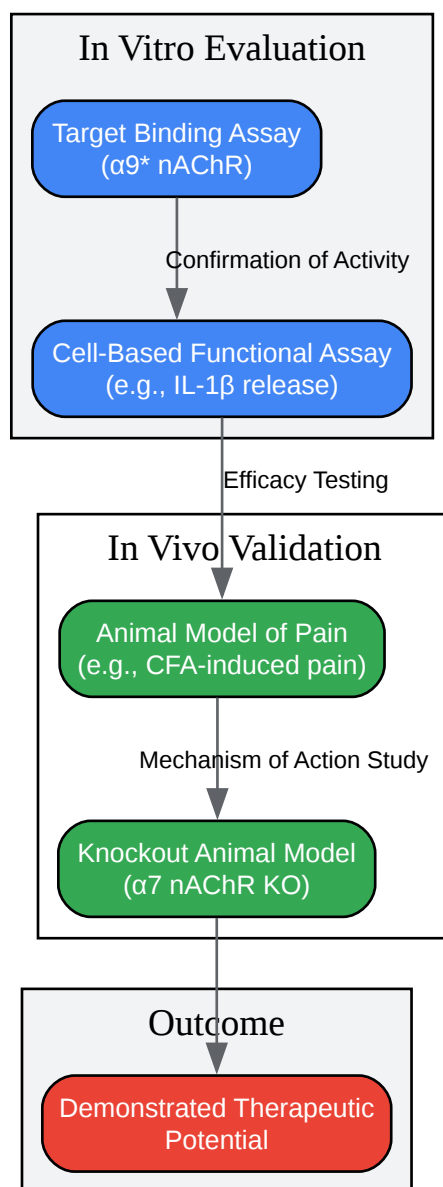 In Vitro Evaluation
Target Binding Assay
(α9* nAChR)
Confirmation of Activity
Cell-Based Functional Assay
(e.g., IL-1β release)
Efficacy Testing
In Vivo Validation
Animal Model of Pain
(e.g., CFA-induced pain)
Mechanism of Action Study
Knockout Animal Model
(α7 nAChR KO)
Outcome
Demonstrated Therapeutic
Potential